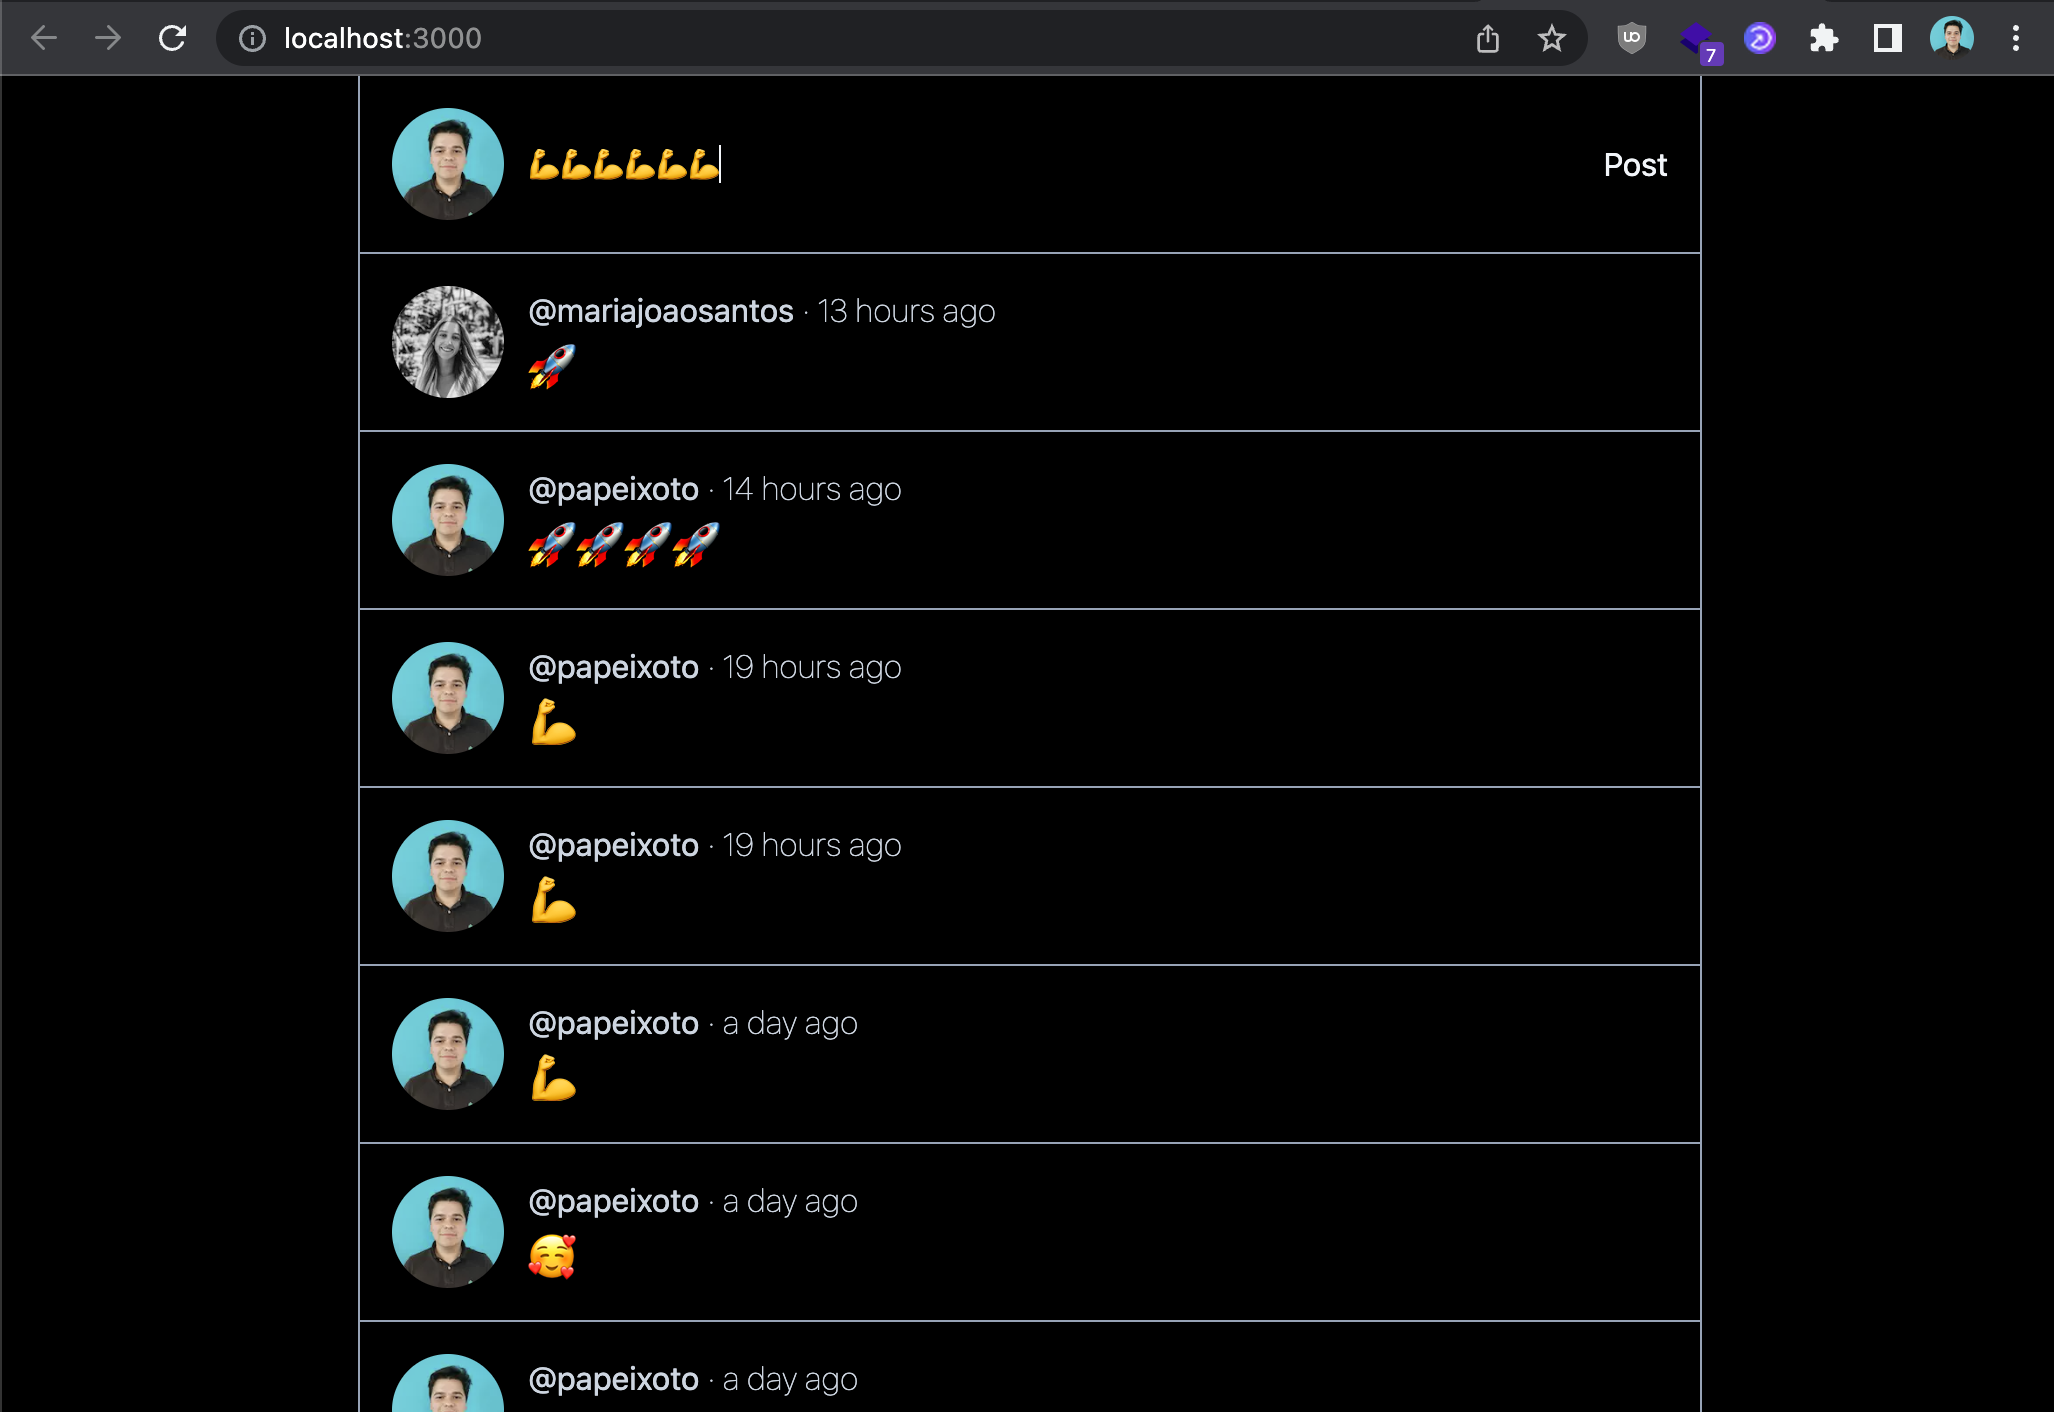 localhost:3000
7
💪💪💪💪💪💪
Post
@mariajoaosantos · 13 hours ago
🚀
@papeixoto · 14 hours ago
🚀🚀🚀🚀
@papeixoto · 19 hours ago
💪
@papeixoto · 19 hours ago
💪
@papeixoto · a day ago
💪
@papeixoto · a day ago
🥰
@papeixoto · a day ago